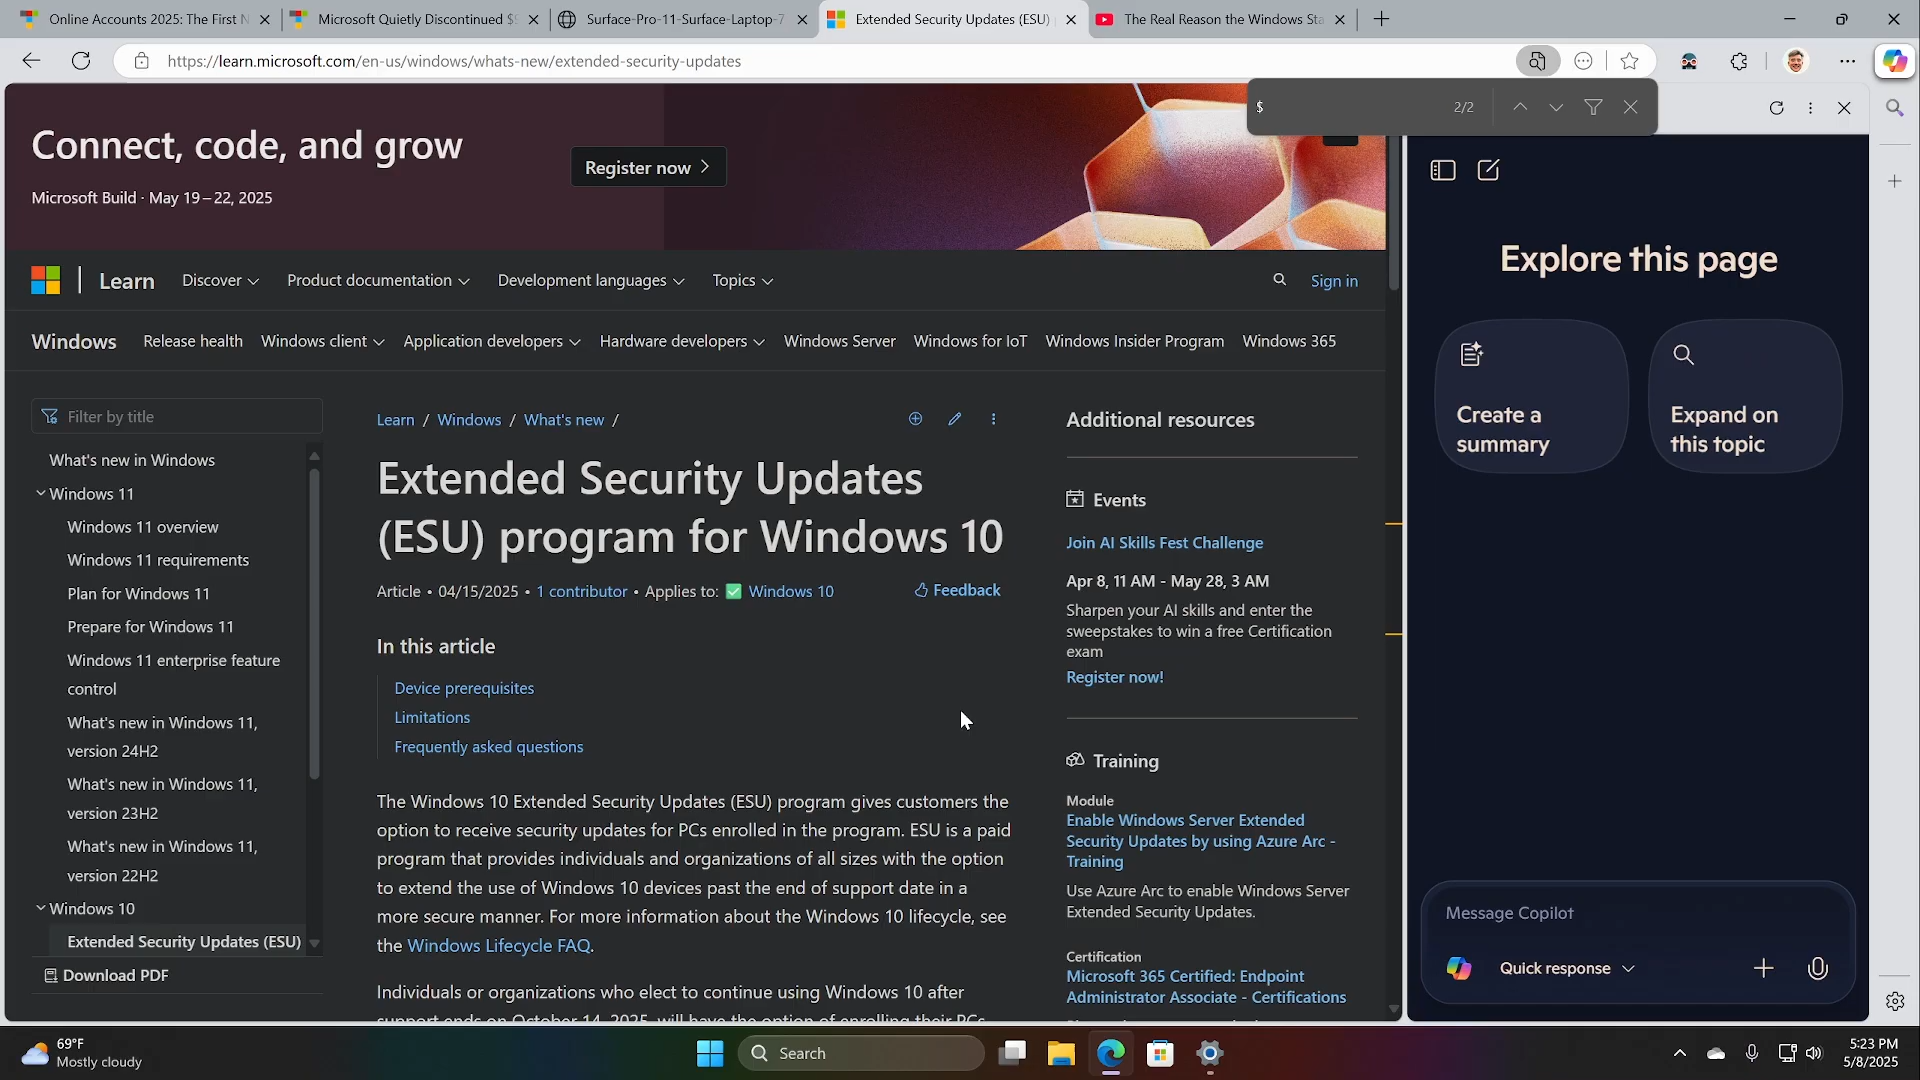 Online Accounts 2025: The First N
Microsoft Quietly Discontinued $
Surface-Pro-11-Surface-Laptop-7
Extended Security Updates (ESU)
The Real Reason the Windows Sta
https://learn.microsoft.com/en-us/windows/whats-new/extended-security-updates
$
2/2
Connect, code, and grow
Microsoft Build · May 19–22, 2025
Register now
Learn
Discover
Product documentation
Development languages
Topics
Sign in
Windows
Release health
Windows client
Application developers
Hardware developers
Windows Server
Windows for IoT
Windows Insider Program
Windows 365
Filter by title
What's new in Windows
Windows 11
Windows 11 overview
Windows 11 requirements
Plan for Windows 11
Prepare for Windows 11
Windows 11 enterprise feature
control
What's new in Windows 11,
version 24H2
What's new in Windows 11,
version 23H2
What's new in Windows 11,
version 22H2
Windows 10
Extended Security Updates (ESU)
Download PDF
Learn / Windows / What's new /
Extended Security Updates
(ESU) program for Windows 10
Article • 04/15/2025 • 1 contributor • Applies to: ✅ Windows 10
Feedback
In this article
Device prerequisites
Limitations
Frequently asked questions
The Windows 10 Extended Security Updates (ESU) program gives customers the
option to receive security updates for PCs enrolled in the program. ESU is a paid
program that provides individuals and organizations of all sizes with the option
to extend the use of Windows 10 devices past the end of support date in a
more secure manner. For more information about the Windows 10 lifecycle, see
the Windows Lifecycle FAQ.
Individuals or organizations who elect to continue using Windows 10 after
support ends on October 14, 2025, will have the option of enrolling their PCs
Additional resources
Events
Join AI Skills Fest Challenge
Apr 8, 11 AM - May 28, 3 AM
Sharpen your AI skills and enter the
sweepstakes to win a free Certification
exam
Register now!
Training
Module
Enable Windows Server Extended
Security Updates by using Azure Arc -
Training
Use Azure Arc to enable Windows Server
Extended Security Updates.
Certification
Microsoft 365 Certified: Endpoint
Administrator Associate - Certifications
Explore this page
Create a
summary
Expand on
this topic
Message Copilot
Quick response
69°F
Mostly cloudy
Search
5:23 PM
5/8/2025